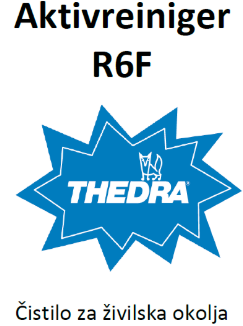 Aktivreiniger
R6F
THEDRA®
Čistilo za živilska okolja